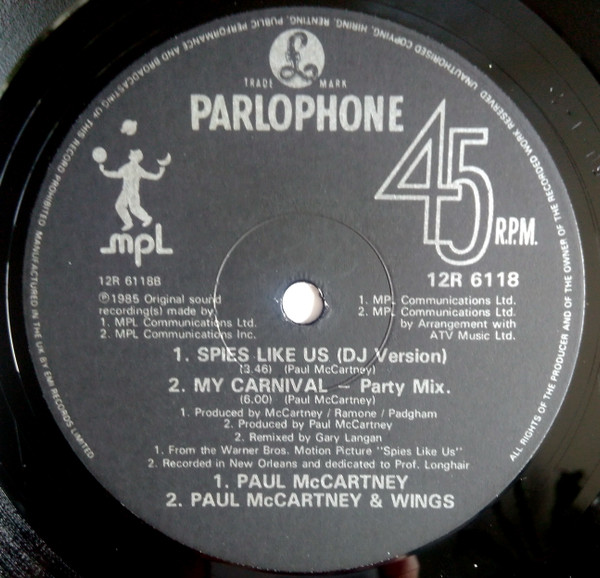 MANUFACTURED IN THE UK BY EMI RECORDS LIMITED
ALL RIGHTS OF THE PRODUCER AND OF THE OWNER OF THE RECORDED WORK RESERVED UNAUTHORISED COPYING, HIRING, RENTING, PUBLIC PERFORMANCE AND BROADCASTING OF THIS RECORD PROHIBITED
£
TRADE MARK
PARLOPHONE
45 R.P.M.
mpL
12R 6118B
12R 6118
℗1985 Original sound
recording(s) made by
1. MPL Communications Ltd.
2. MPL Communications Inc.
1. MPL Communications Ltd.
2. MPL Communications Ltd.
by Arrangement with
ATV Music Ltd.
1. SPIES LIKE US (DJ Version)
(3.46) (Paul McCartney)
2. MY CARNIVAL – Party Mix.
(6.00) (Paul McCartney)
1. Produced by McCartney / Ramone / Padgham
2. Produced by Paul McCartney
2. Remixed by Gary Langan
1. From the Warner Bros. Motion Picture "Spies Like Us"
2. Recorded in New Orleans and dedicated to Prof. Longhair
1. PAUL McCARTNEY
2. PAUL McCARTNEY & WINGS